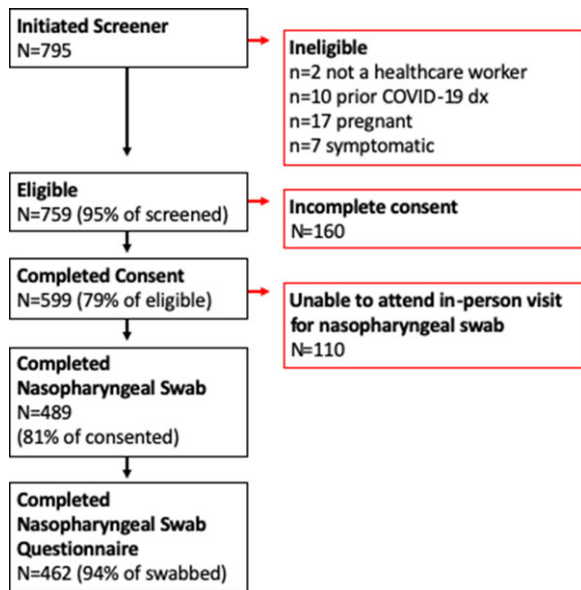 Initiated Screener
N=795
Ineligible
n=2 not a healthcare worker
n=10 prior COVID-19 dx
n=17 pregnant
n=7 symptomatic
Eligible
N=759 (95% of screened)
Incomplete consent
N=160
Completed Consent
N=599 (79% of eligible)
Unable to attend in-person visit
for nasopharyngeal swab
N=110
Completed
Nasopharyngeal Swab
N=489
(81% of consented)
Completed
Nasopharyngeal Swab
Questionnaire
N=462 (94% of swabbed)